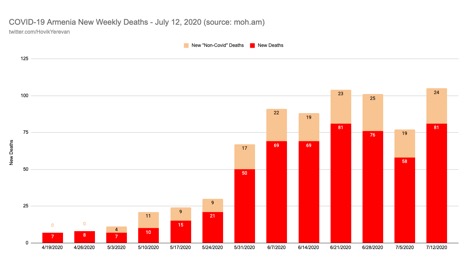 COVID-19 Armenia New Weekly Deaths - July 12, 2020 (source: moh.am)
twitter.com/HovikYerevan
New "Non-Covid" Deaths New Deaths
125
100
75
50
25
0
New Deaths
7 8 4 7 11 10 9 15 9 21 17 50 22 69 19 69 23 81 25 76 19 58 24 81
4/19/2020 4/26/2020 5/3/2020 5/10/2020 5/17/2020 5/24/2020 5/31/2020 6/7/2020 6/14/2020 6/21/2020 6/28/2020 7/5/2020 7/12/2020